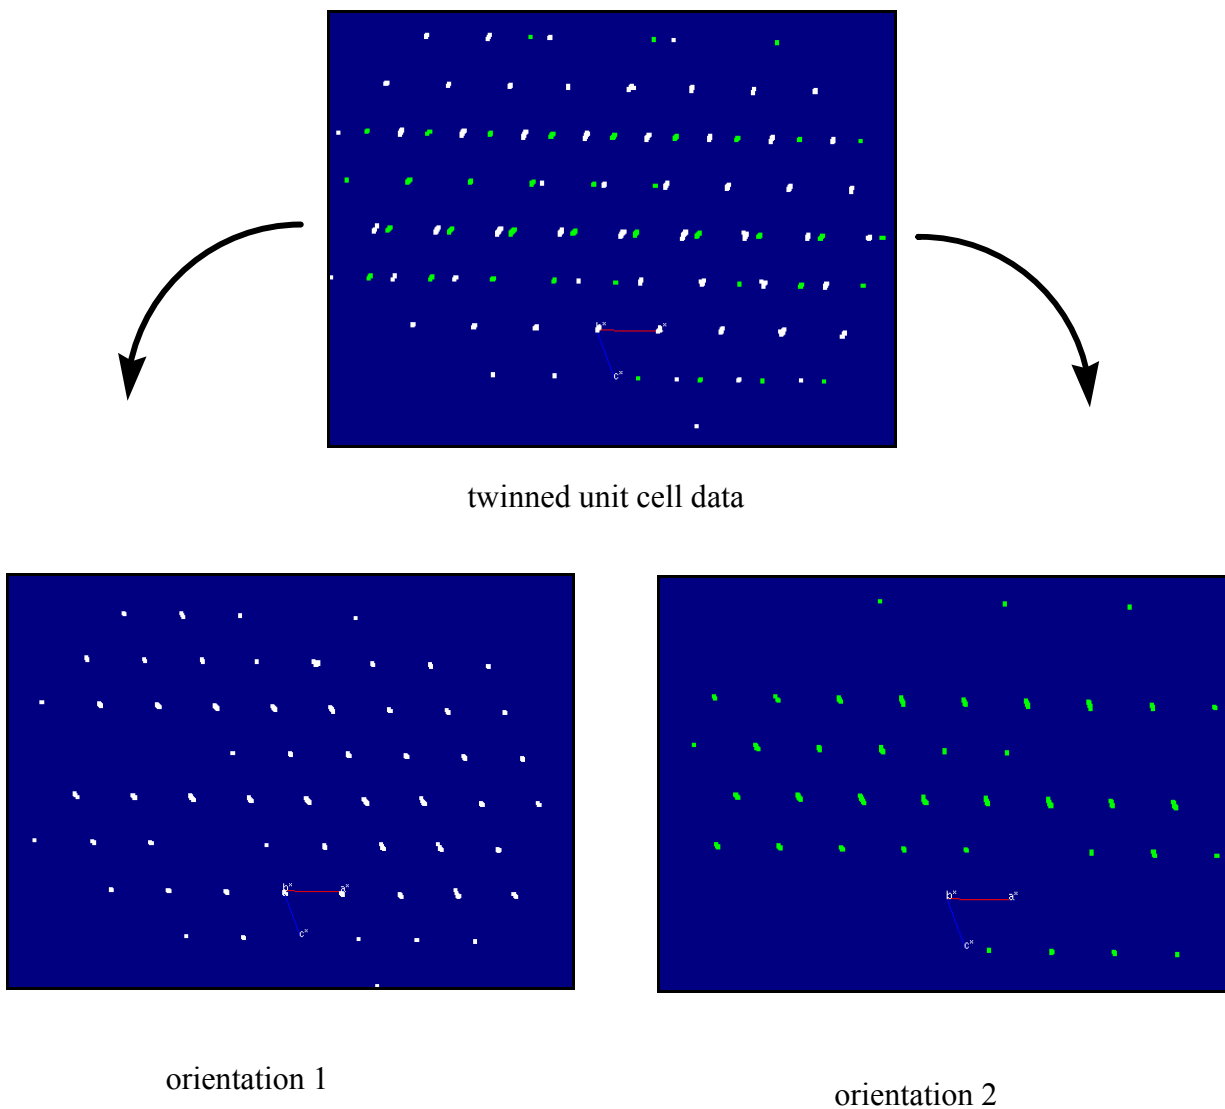 b* *
c*
twinned unit cell data
b* a*
c*
b* a*
c*
orientation 1
orientation 2